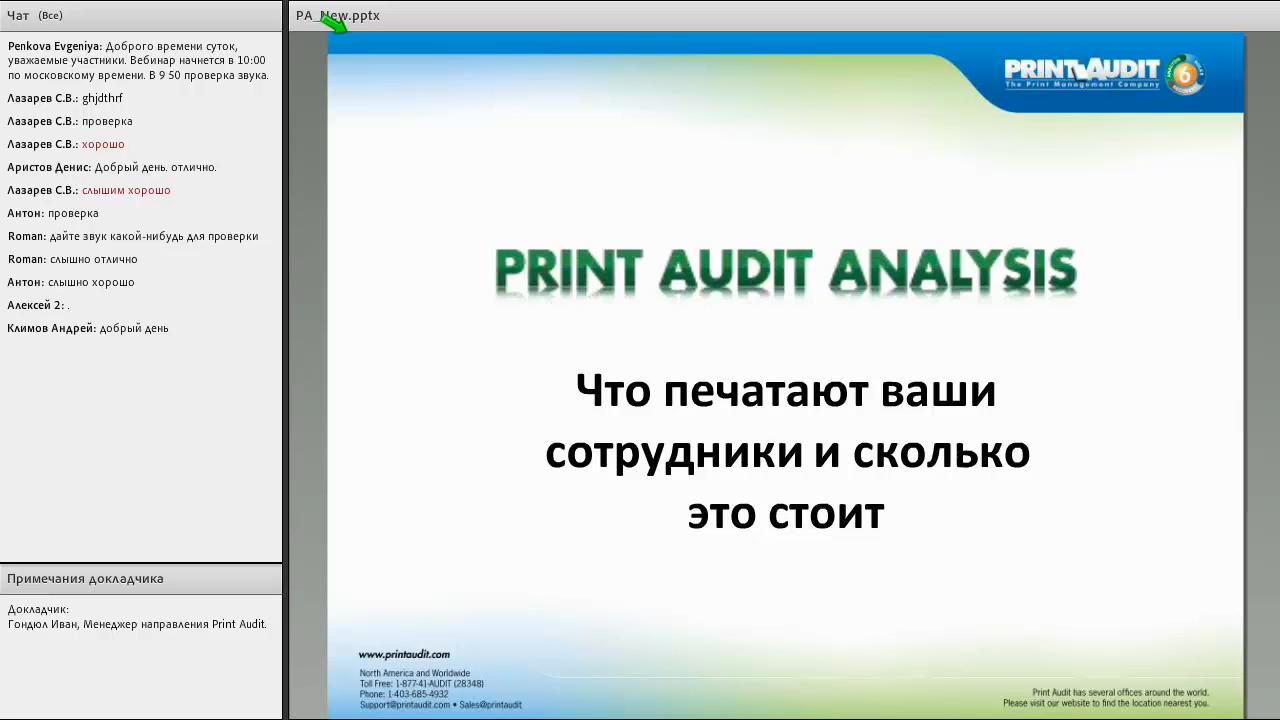 Чат (Все)
Penkova Evgeniya: Доброго времени суток,
уважаемые участники. Вебинар начнется в 10:00
по московскому времени. В 9 50 проверка звука.
Лазарев С.В.: ghjdthrf
Лазарев С.В.: проверка
Лазарев С.В.: хорошо
Аристов Денис: Добрый день. отлично.
Лазарев С.В.: слышим хорошо
Антон: проверка
Roman: дайте звук какой-нибудь для проверки
Roman: слышно отлично
Антон: слышно хорошо
Алексей 2: .
Климов Андрей: добрый день
Примечания докладчика
Докладчик:
Гондюл Иван, Менеджер направления Print Audit.
PA_New.pptx
PRINT AUDIT 6
The Print Management Company
PRINT AUDIT ANALYSIS
Что печатают ваши
сотрудники и сколько
это стоит
www.printaudit.com
North America and Worldwide
Toll Free: 1-877-41-AUDIT (28348)
Phone: 1-403-685-4932
Support@printaudit.com • Sales@printaudit
Print Audit has several offices around the world.
Please visit our website to find the location nearest you.